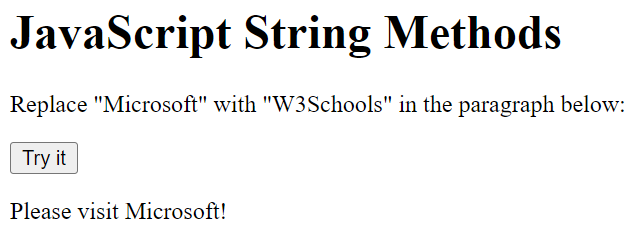 JavaScript String Methods
Replace "Microsoft" with "W3Schools" in the paragraph below:
Try it
Please visit Microsoft!